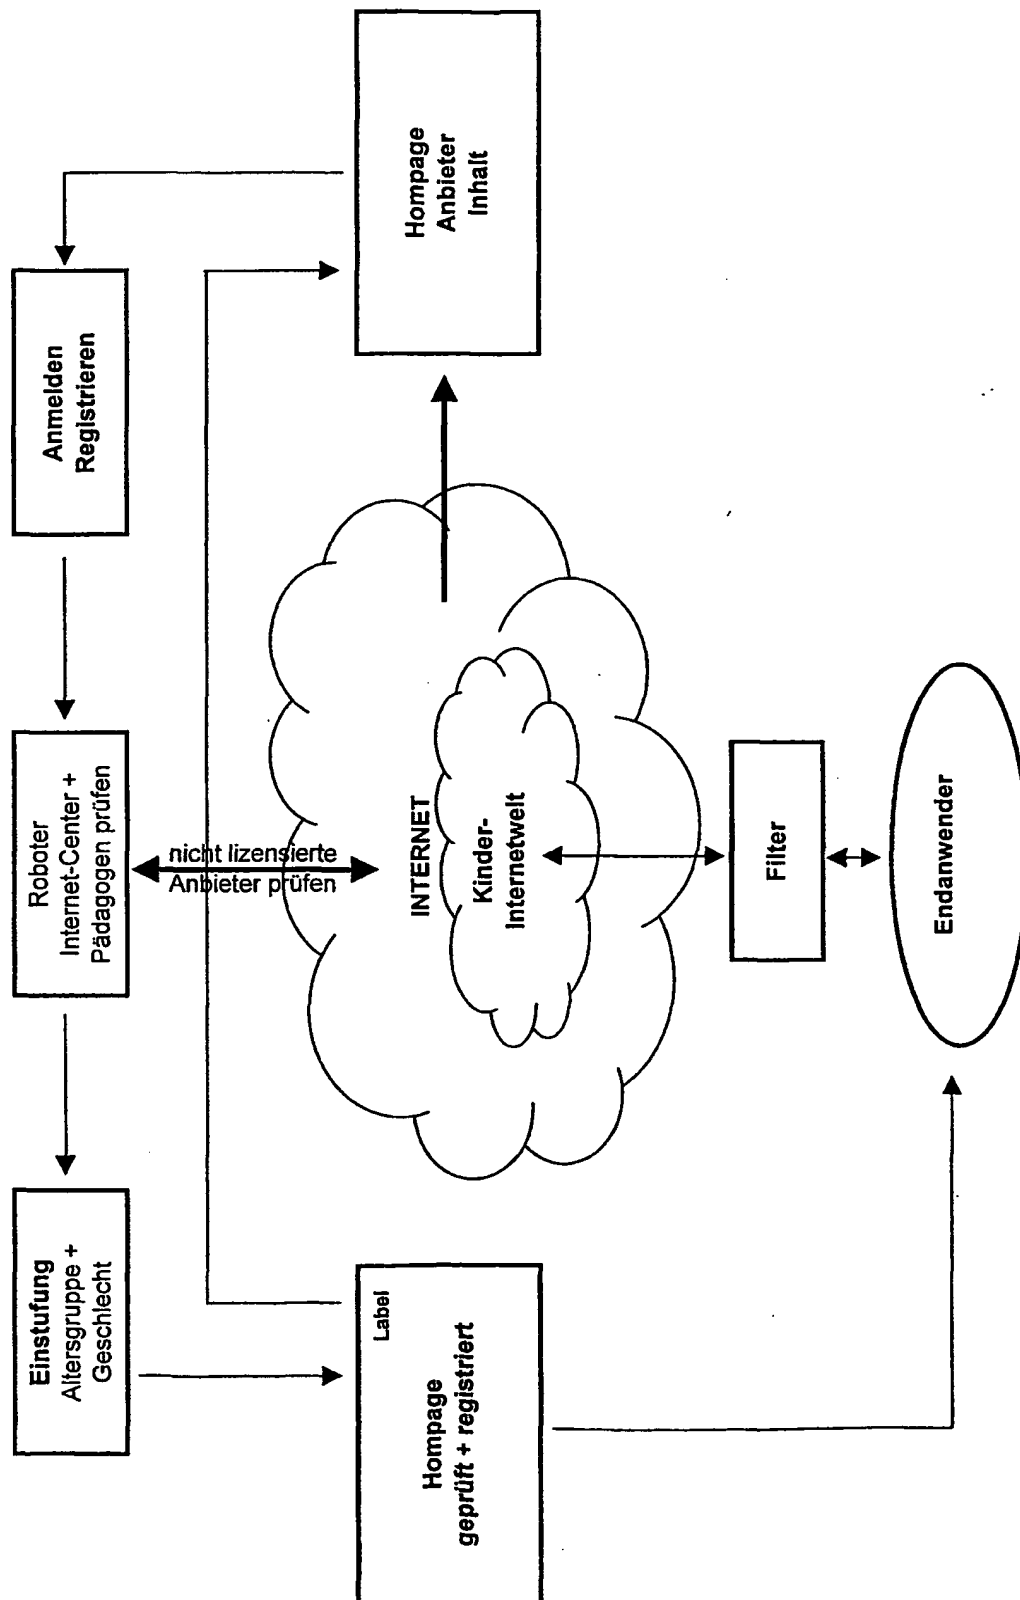 Einstufung
Altersgruppe +
Geschlecht
Roboter
Internet-Center +
Pädagogen prüfen
Anmelden
Registrieren
nicht lizensierte
Anbieter prüfen
Label
Hompage
geprüft + registriert
INTERNET
Kinder-
Internetwelt
Hompage
Anbieter
Inhalt
Filter
Endanwender